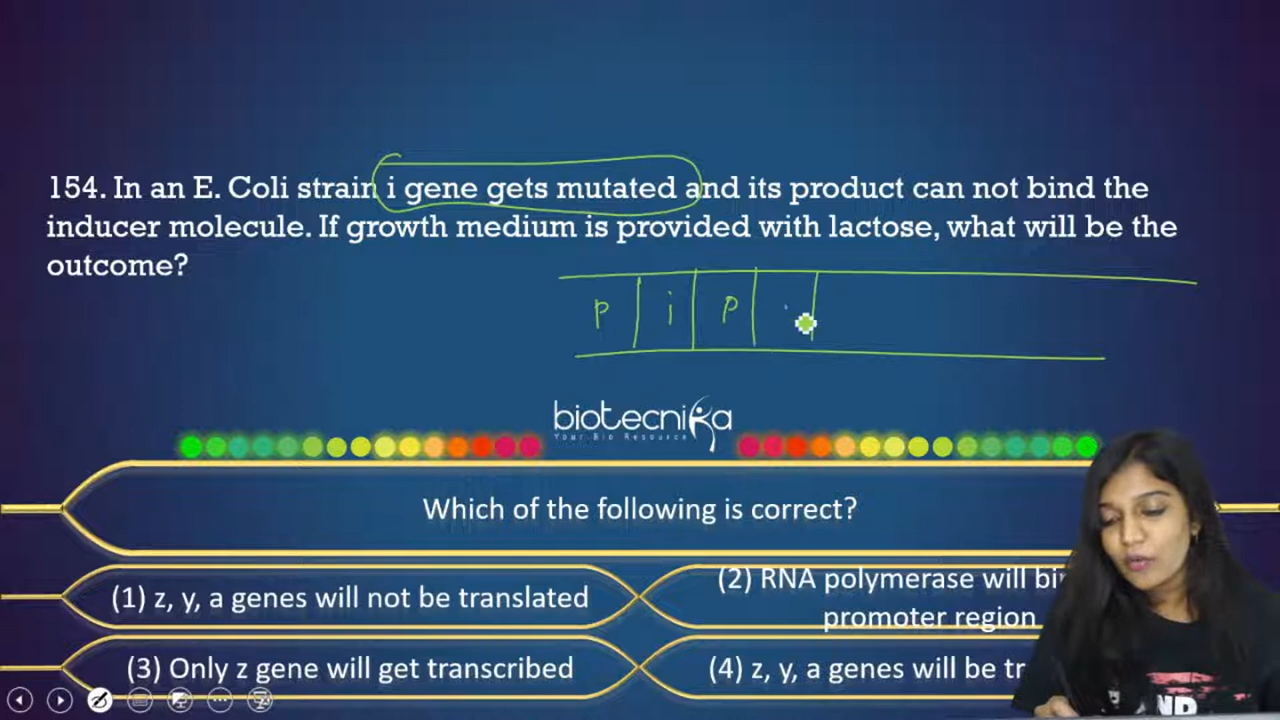 154. In an E. Coli strain i gene gets mutated and its product can not bind the
inducer molecule. If growth medium is provided with lactose, what will be the
outcome?
p i p
biotecnika
Your Bio Resource
Which of the following is correct?
(1) z, y, a genes will not be translated
(2) RNA polymerase will
promoter region
(3) Only z gene will get transcribed
(4) z, y, a genes will be